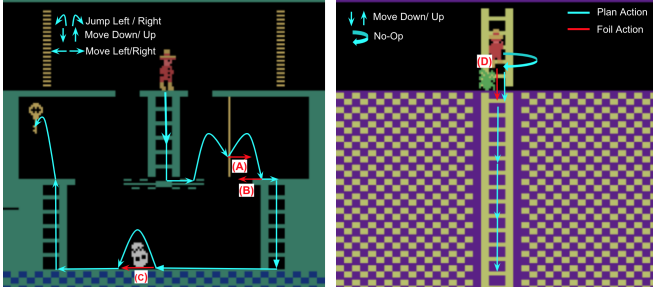 Jump Left / Right
Move Down/ Up
Move Left/Right
(A)
(B)
(C)
Move Down/ Up
No-Op
Plan Action
Foil Action
(D)